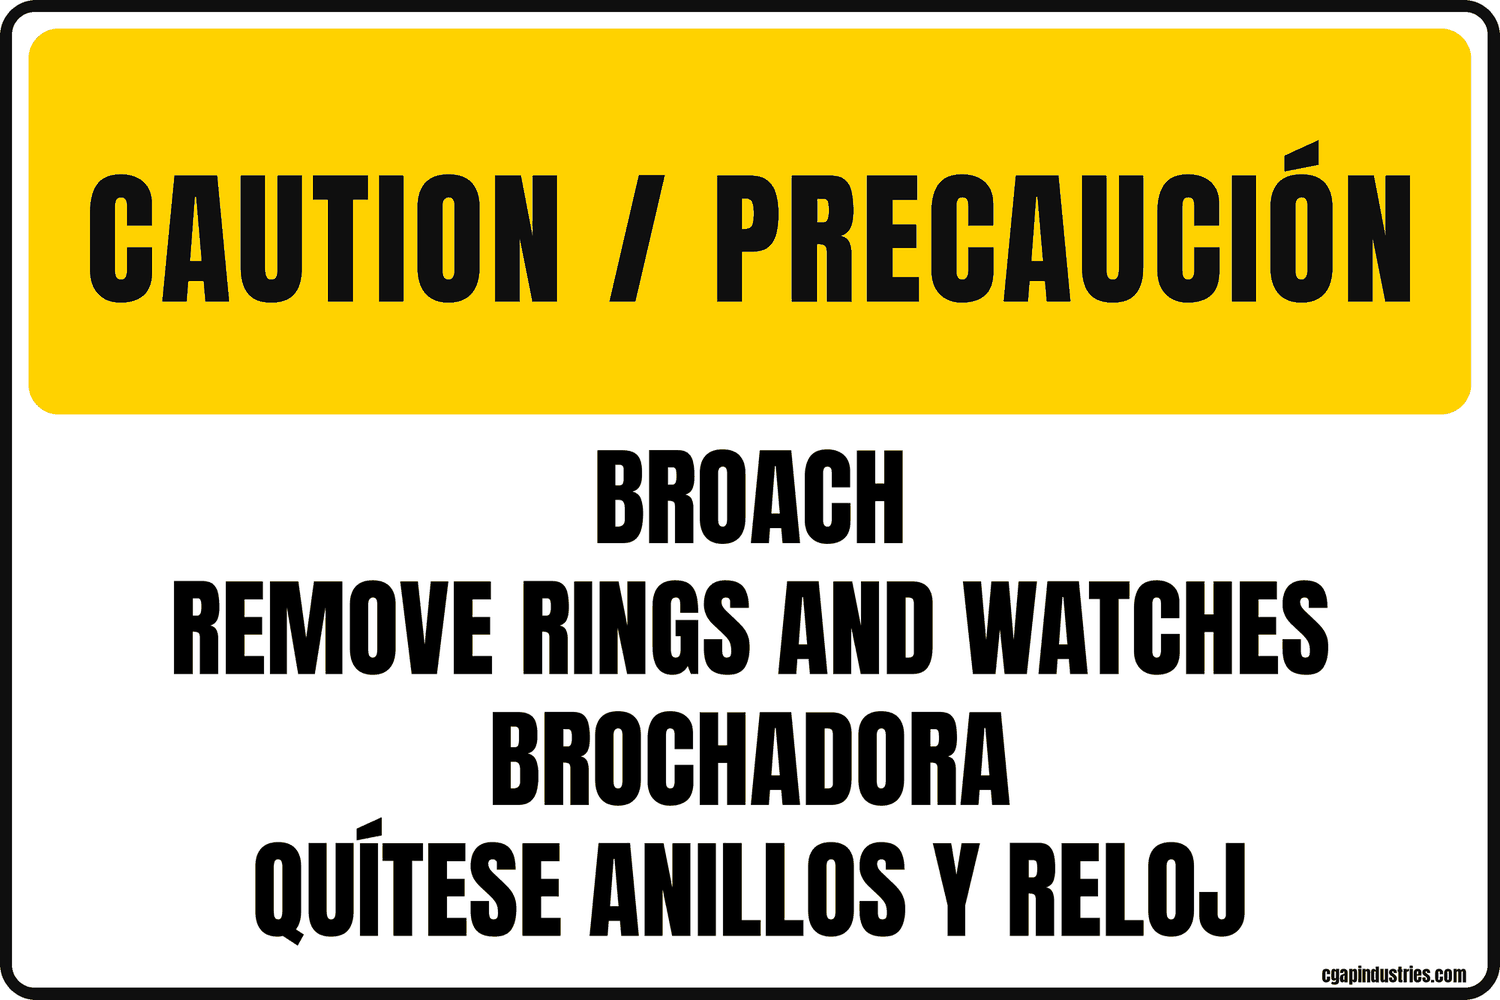 CAUTION / PRECAUCIÓN
BROACH
REMOVE RINGS AND WATCHES
BROCHADORA
QUÍTESE ANILLOS Y RELOJ
cgapindustries.com